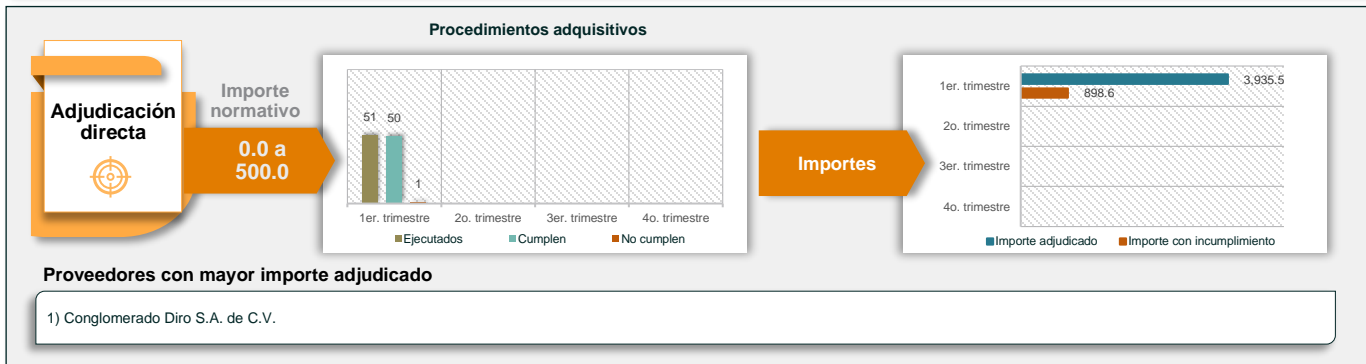 Procedimientos adquisitivos
Adjudicación
directa
Importe
normativo
0.0 a
500.0
51
50
1
1er. trimestre
2o. trimestre
3er. trimestre
4o. trimestre
Ejecutados
Cumplen
No cumplen
Importes
1er. trimestre
3,935.5
898.6
2o. trimestre
3er. trimestre
4o. trimestre
Importe adjudicado
Importe con incumplimiento
Proveedores con mayor importe adjudicado
1) Conglomerado Diro S.A. de C.V.